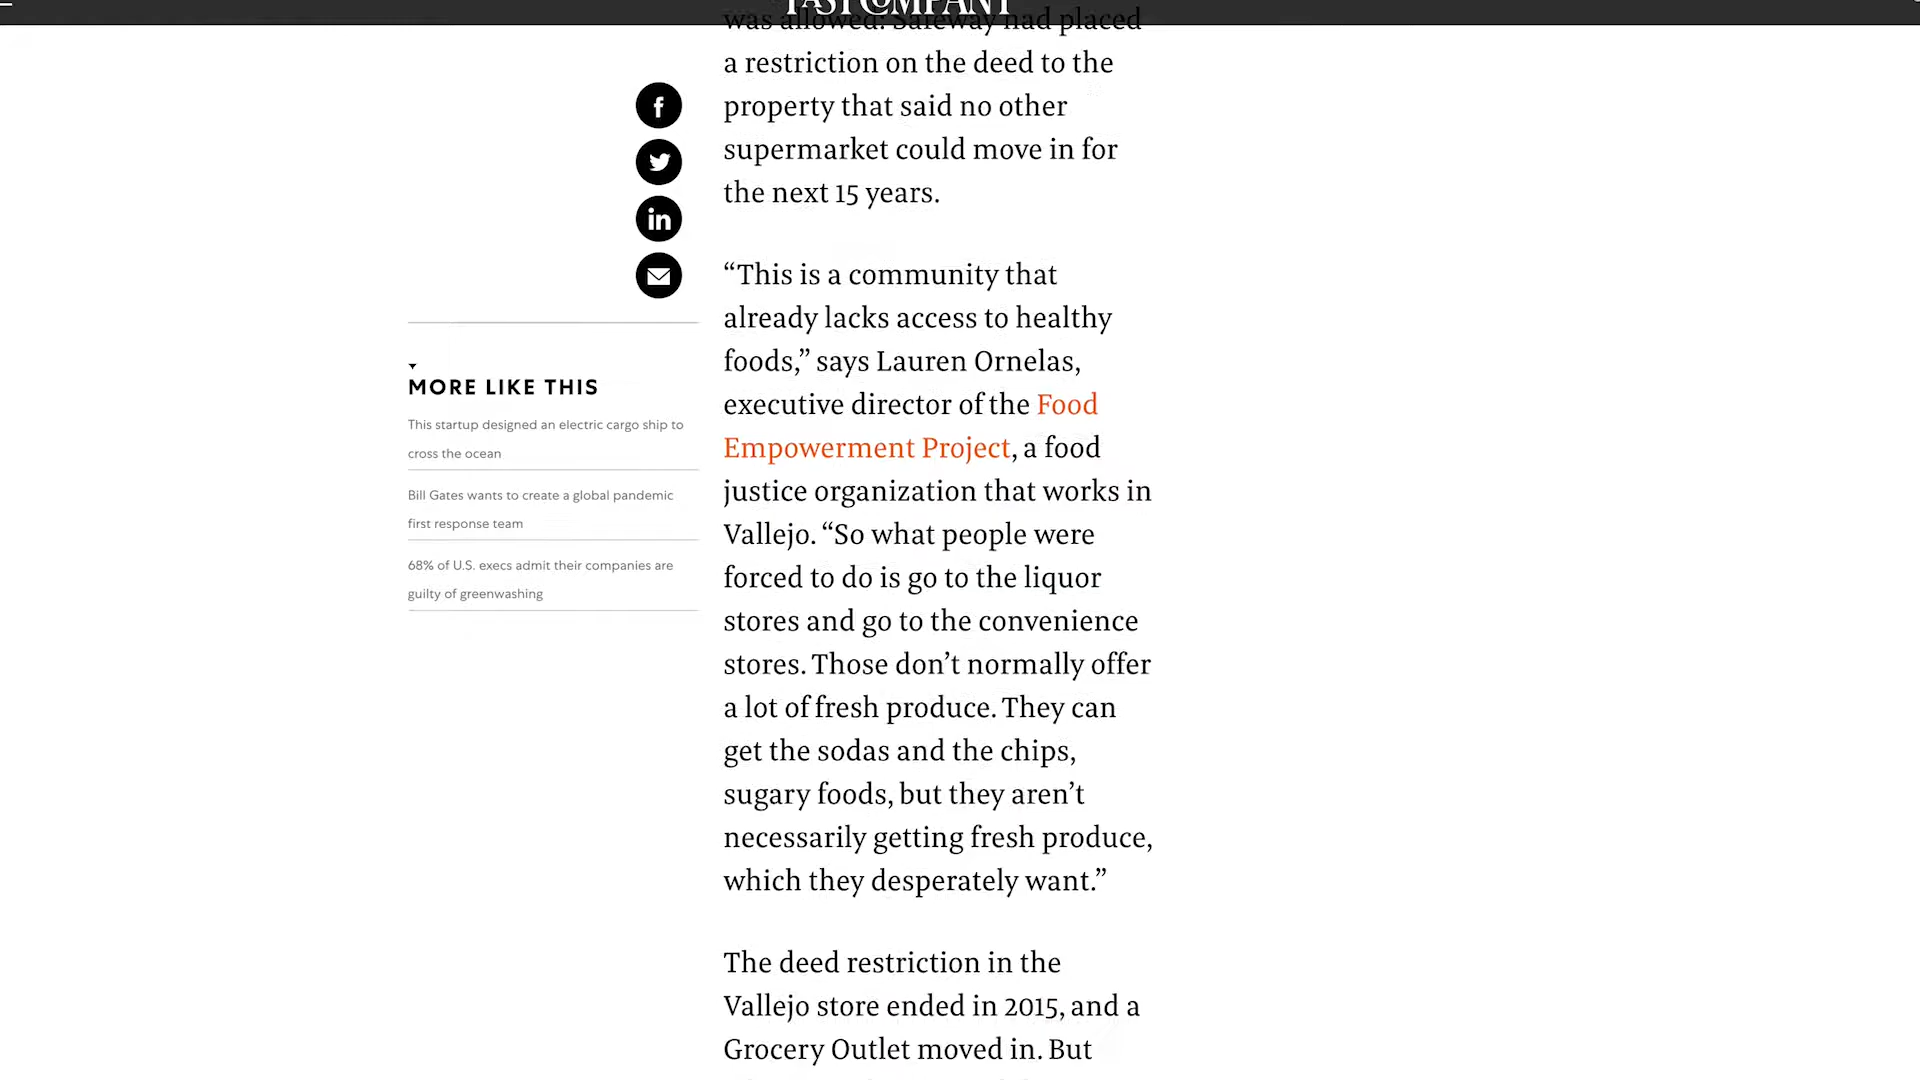 FAST COMPANY
was allowed: Safeway had placed
a restriction on the deed to the
property that said no other
supermarket could move in for
the next 15 years.
“This is a community that
already lacks access to healthy
foods,” says Lauren Ornelas,
executive director of the Food
Empowerment Project, a food
justice organization that works in
Vallejo. “So what people were
forced to do is go to the liquor
stores and go to the convenience
stores. Those don’t normally offer
a lot of fresh produce. They can
get the sodas and the chips,
sugary foods, but they aren’t
necessarily getting fresh produce,
which they desperately want.”
The deed restriction in the
Vallejo store ended in 2015, and a
Grocery Outlet moved in. But
MORE LIKE THIS
This startup designed an electric cargo ship to
cross the ocean
Bill Gates wants to create a global pandemic
first response team
68% of U.S. execs admit their companies are
guilty of greenwashing